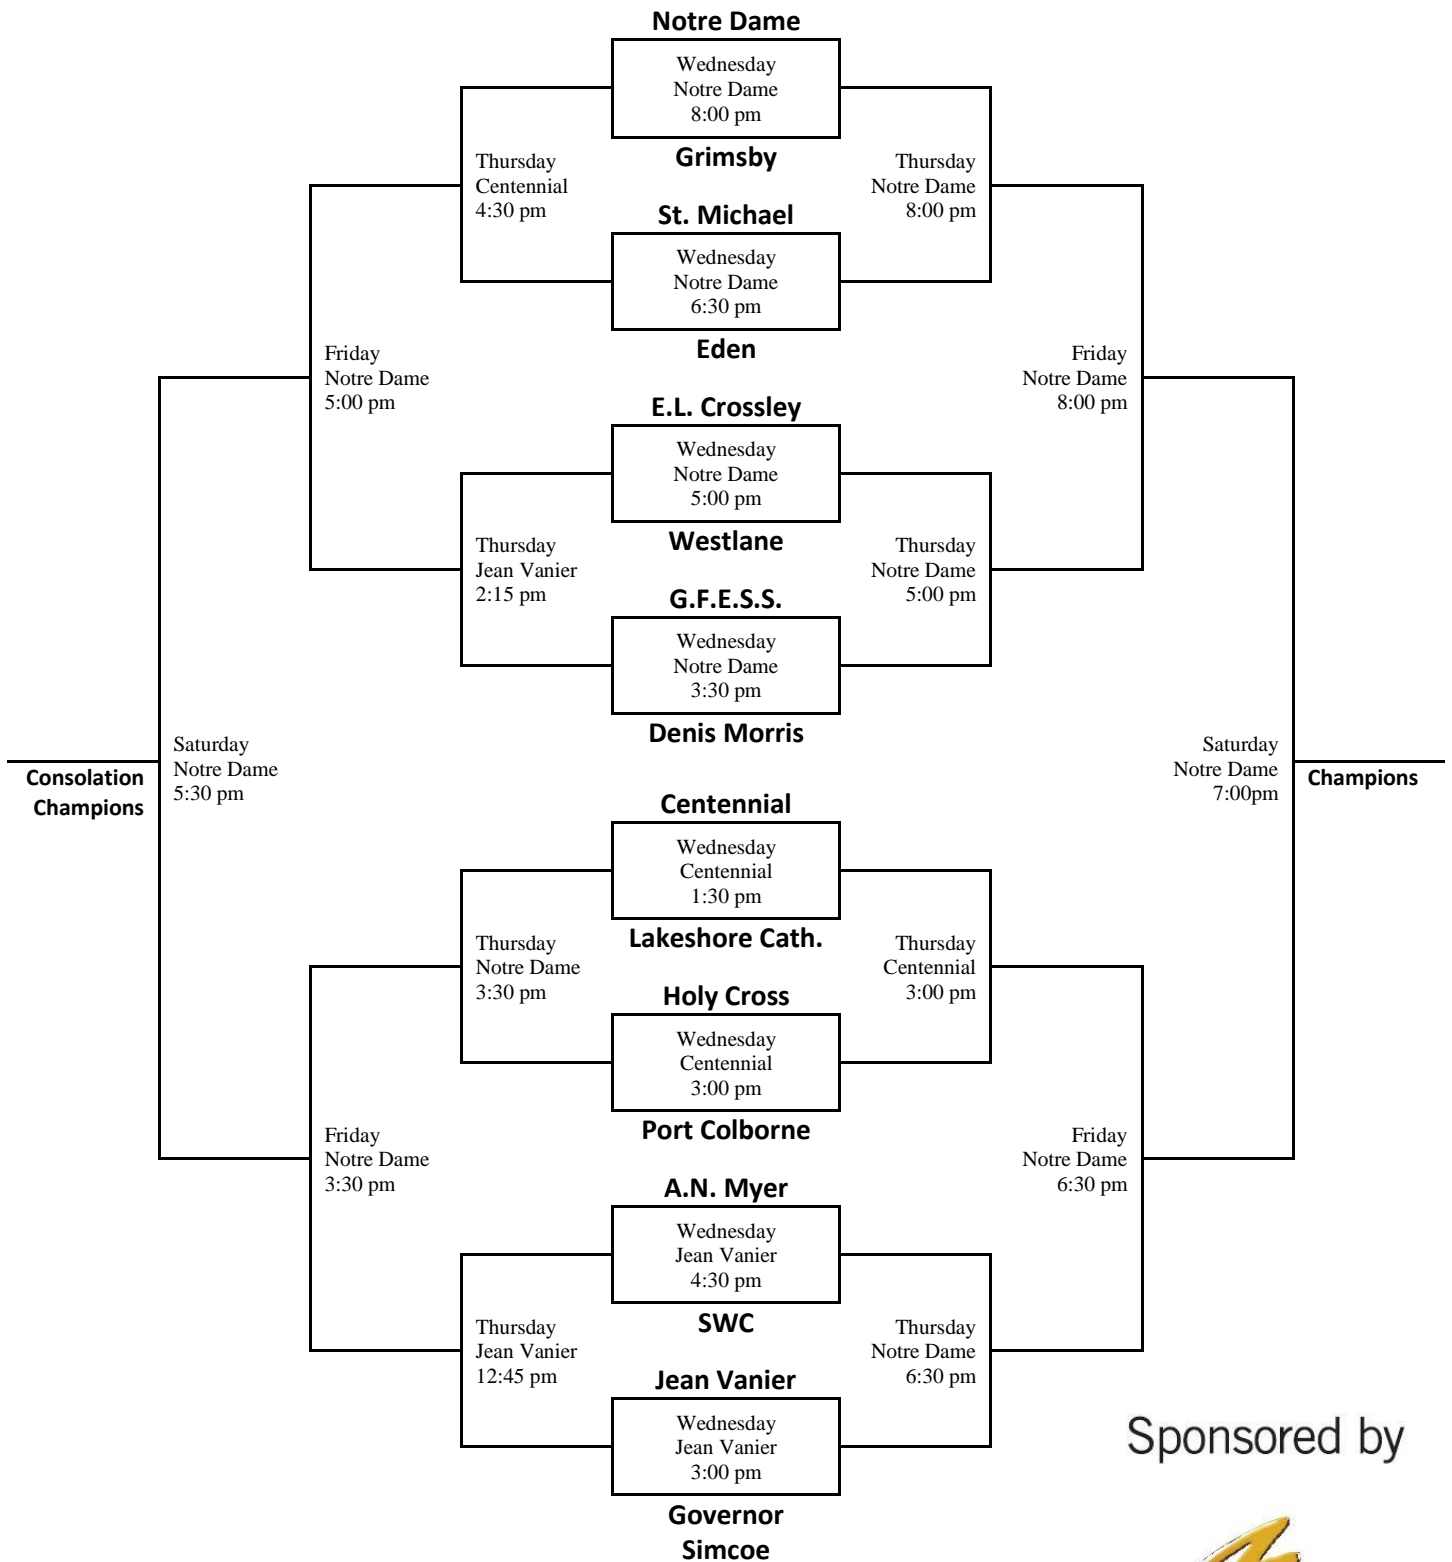 Notre Dame
Wednesday
Notre Dame
8:00 pm
Grimsby
Thursday
Centennial
4:30 pm
Thursday
Notre Dame
8:00 pm
St. Michael
Wednesday
Notre Dame
6:30 pm
Eden
Friday
Notre Dame
5:00 pm
Friday
Notre Dame
8:00 pm
E.L. Crossley
Wednesday
Notre Dame
5:00 pm
Westlane
Thursday
Jean Vanier
2:15 pm
Thursday
Notre Dame
5:00 pm
G.F.E.S.S.
Wednesday
Notre Dame
3:30 pm
Denis Morris
Saturday
Notre Dame
5:30 pm
Consolation
Champions
Saturday
Notre Dame
7:00pm
Champions
Centennial
Wednesday
Centennial
1:30 pm
Lakeshore Cath.
Thursday
Notre Dame
3:30 pm
Thursday
Centennial
3:00 pm
Holy Cross
Wednesday
Centennial
3:00 pm
Port Colborne
Friday
Notre Dame
3:30 pm
Friday
Notre Dame
6:30 pm
A.N. Myer
Wednesday
Jean Vanier
4:30 pm
SWC
Thursday
Jean Vanier
12:45 pm
Thursday
Notre Dame
6:30 pm
Jean Vanier
Wednesday
Jean Vanier
3:00 pm
Governor
Simcoe
Sponsored by